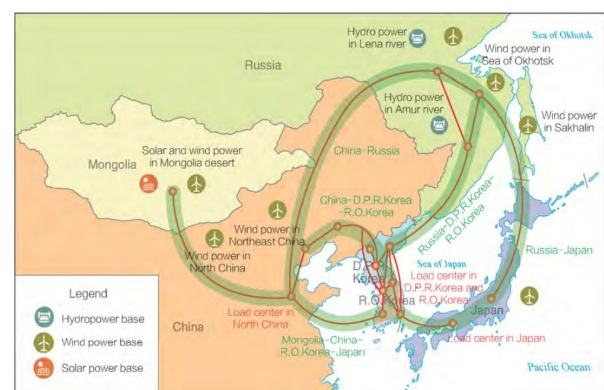 Hydro power
in Lena river
Sea of Okhotsk
Wind power in
Sea of Okhotsk
Russia
Hydro power
in Amur river
Wind power
in Sakhalin
Solar and wind power
in Mongolia desert
Mongolia
China-Russia
China-D.P.R.Korea
-R.O.Korea
Russia-D.P.R.Korea-
R.O.Korea
Wind power in
Northeast China
Wind power in
North China
Russia-Japan
Sea of Japan
D.P.R.
Korea
Load center in
D.P.R.Korea and
R.O.Korea
R.O.Korea
Japan
Load center in
North China
Load center in Japan
Mongolia-China-
R.O.Korea-Japan
China
Pacific Ocean
Legend
Hydropower base
Wind power base
Solar power base